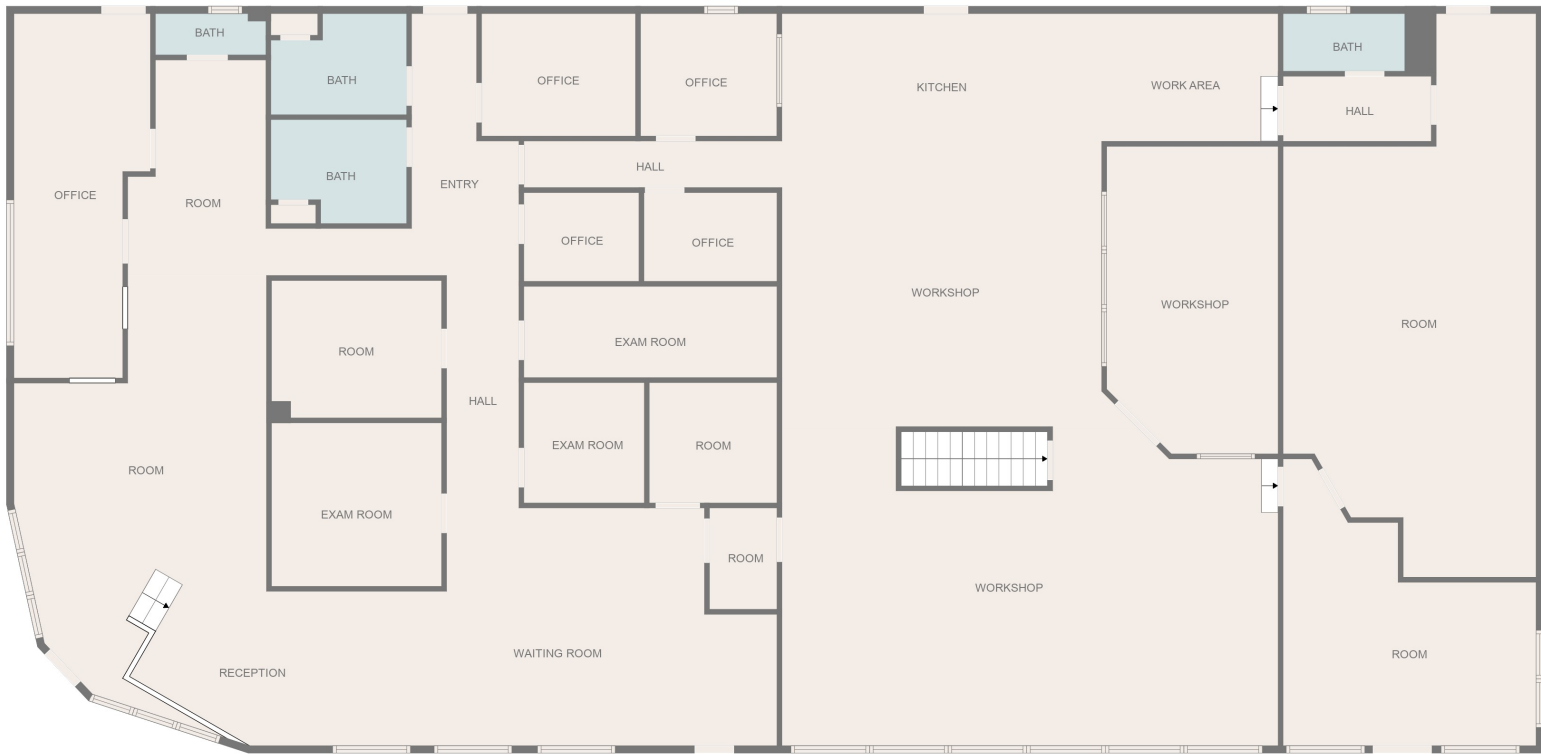 BATH
BATH
OFFICE
OFFICE
KITCHEN
WORK AREA
BATH
HALL
BATH
HALL
OFFICE
ROOM
ENTRY
OFFICE
OFFICE
WORKSHOP
WORKSHOP
ROOM
ROOM
EXAM ROOM
HALL
ROOM
EXAM ROOM
ROOM
EXAM ROOM
ROOM
WORKSHOP
RECEPTION
WAITING ROOM
ROOM